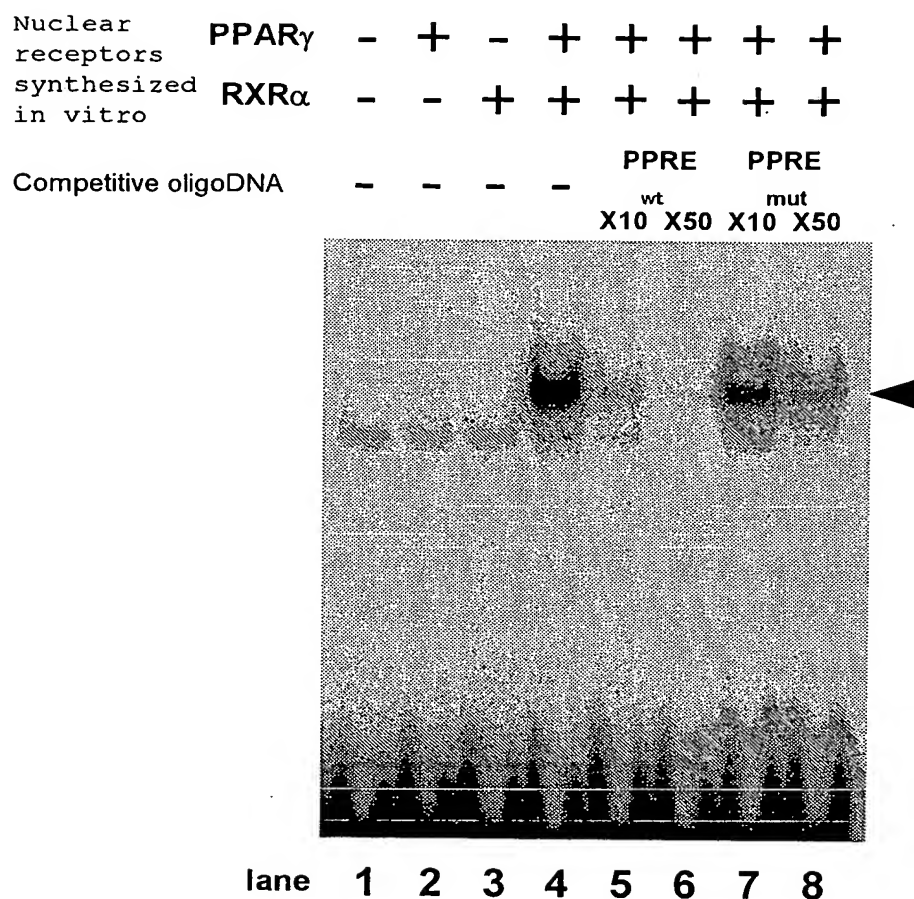 Nuclear
receptors
synthesized
in vitro
PPARγ - + - + + + + +
RXRα - - + + + + + +
PPRE PPRE
Competitive oligoDNA - - - -
wt mut
X10 X50 X10 X50
lane 1 2 3 4 5 6 7 8